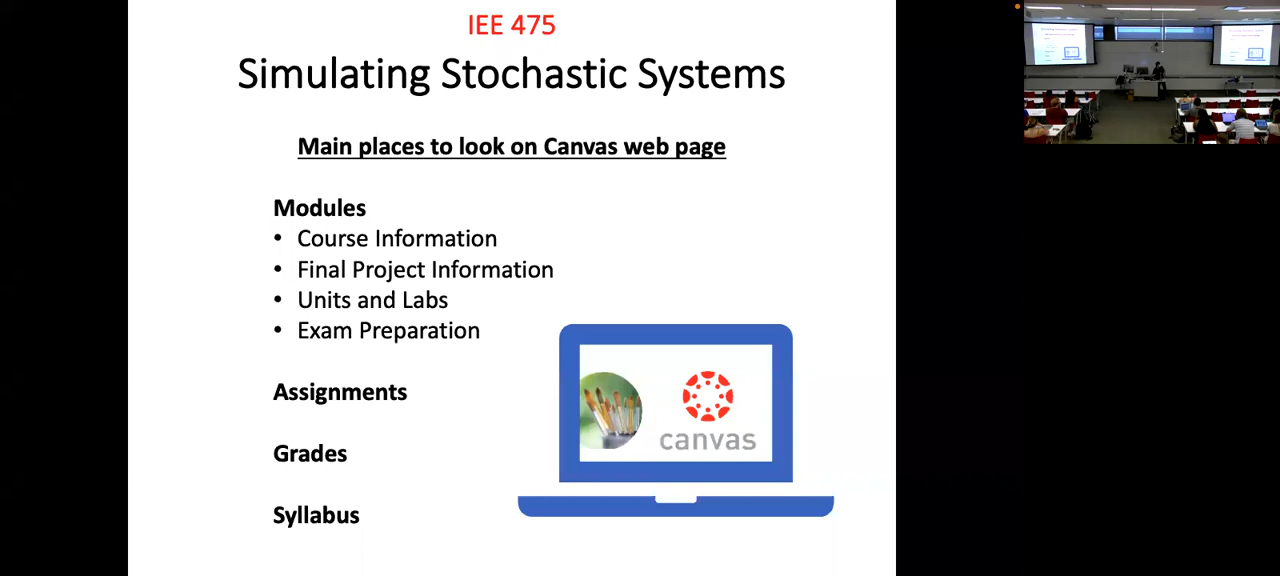 IEE 475
Simulating Stochastic Systems
Main places to look on Canvas web page
Modules
• Course Information
• Final Project Information
• Units and Labs
• Exam Preparation
Assignments
Grades
Syllabus
canvas